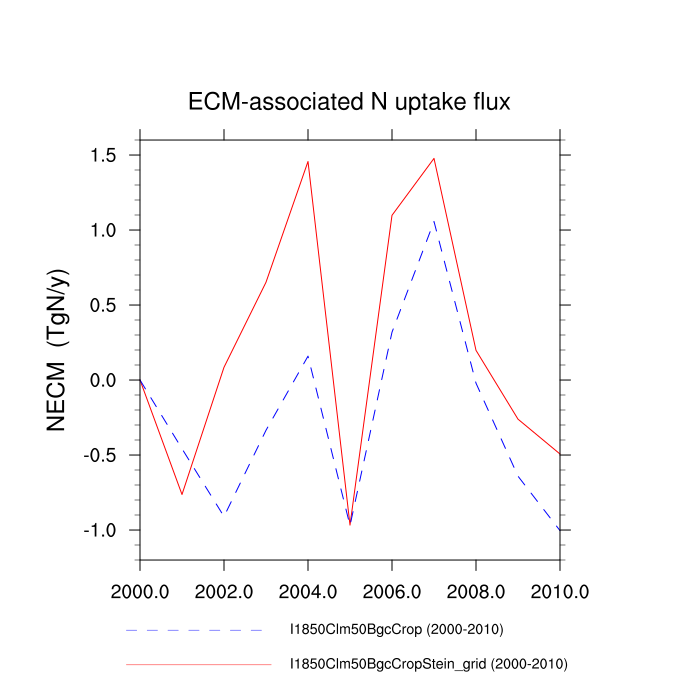 ECM-associated N uptake flux
NECM (TgN/y)
1.5
1.0
0.5
0.0
-0.5
-1.0
2000.0 2002.0 2004.0 2006.0 2008.0 2010.0
I1850Clm50BgcCrop (2000-2010)
I1850Clm50BgcCropStein_grid (2000-2010)